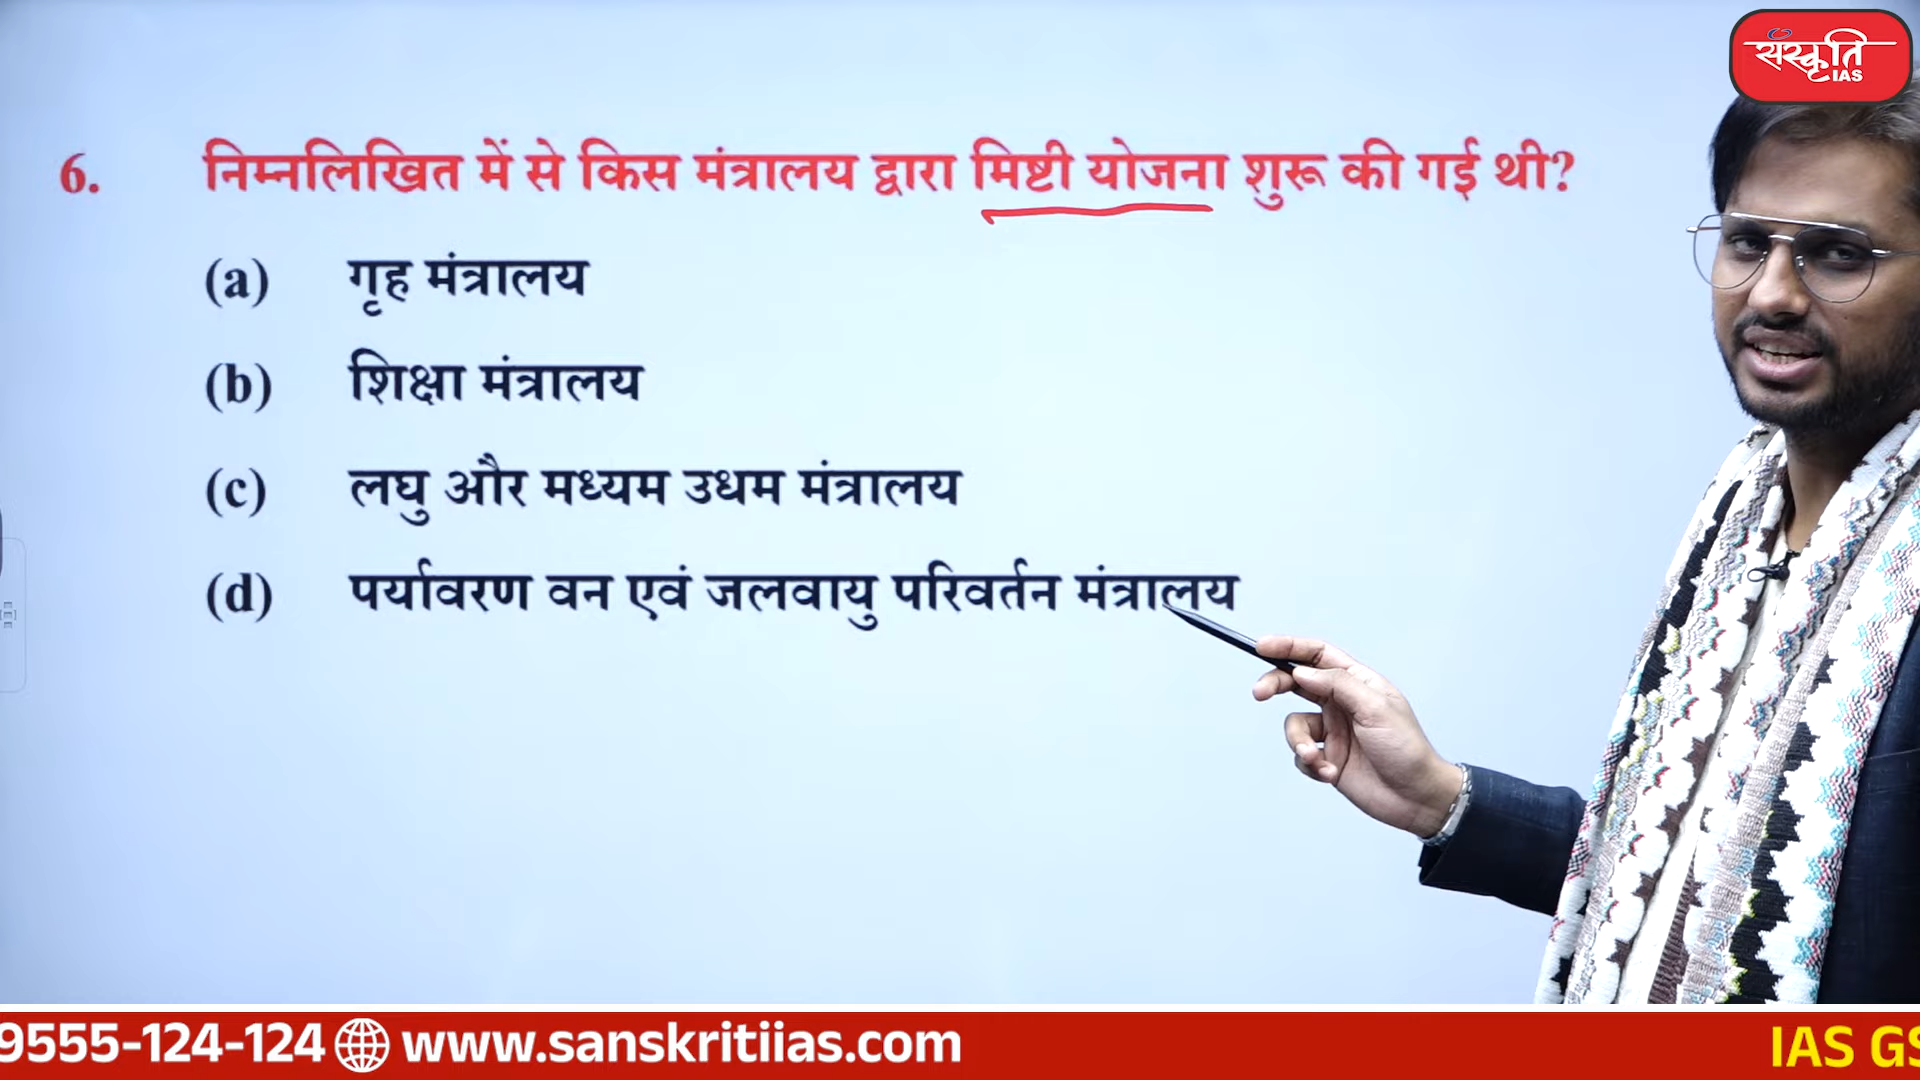 संस्कृति
IAS
6. निम्नलिखित में से किस मंत्रालय द्वारा मिष्टी योजना शुरू की गई थी?
(a) गृह मंत्रालय
(b) शिक्षा मंत्रालय
(c) लघु और मध्यम उधम मंत्रालय
(d) पर्यावरण वन एवं जलवायु परिवर्तन मंत्रालय
9555-124-124 www.sanskritiias.com IAS GS